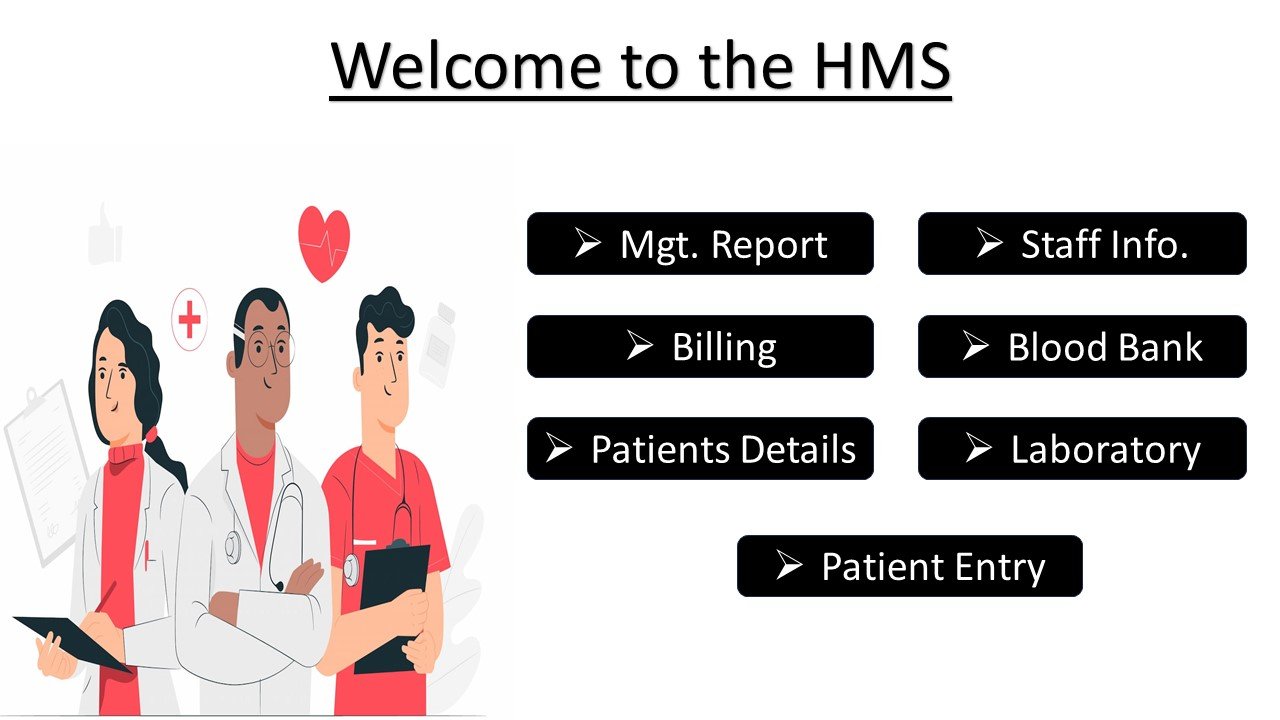 Welcome to the HMS
➢ Mgt. Report
➢ Staff Info.
➢ Billing
➢ Blood Bank
➢ Patients Details
➢ Laboratory
➢ Patient Entry